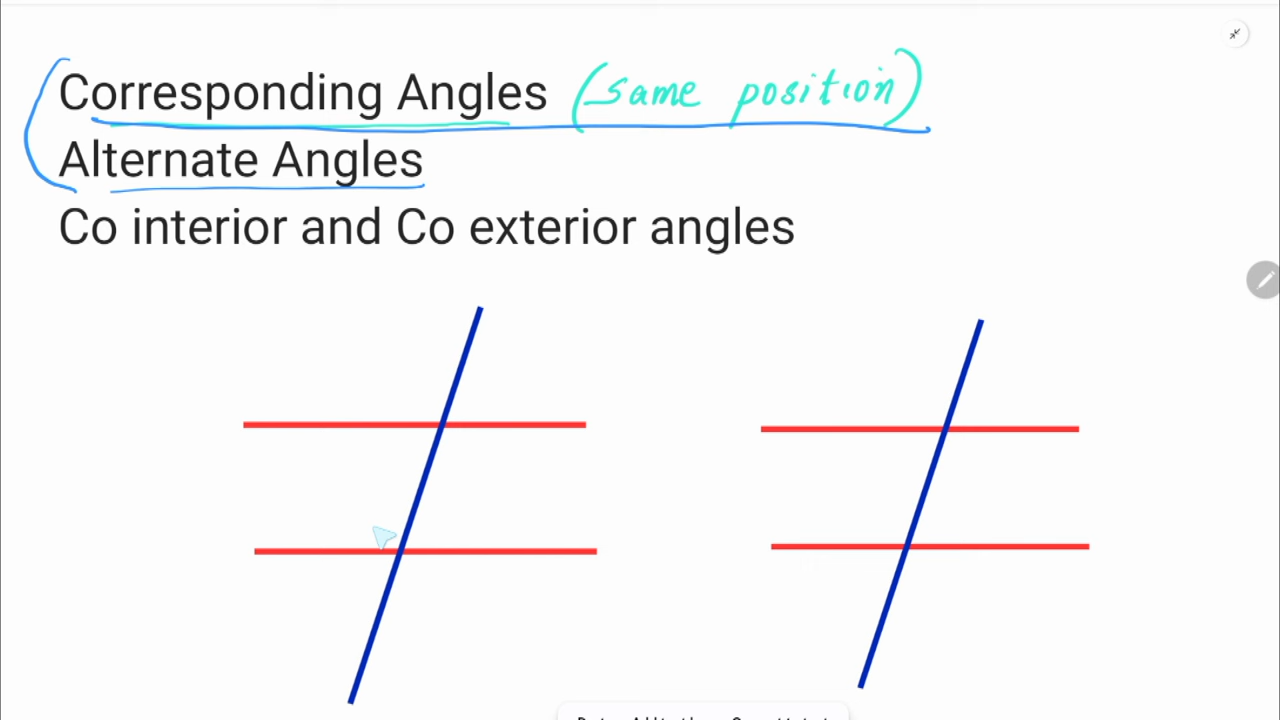 Corresponding Angles (same position)
Alternate Angles
Co interior and Co exterior angles